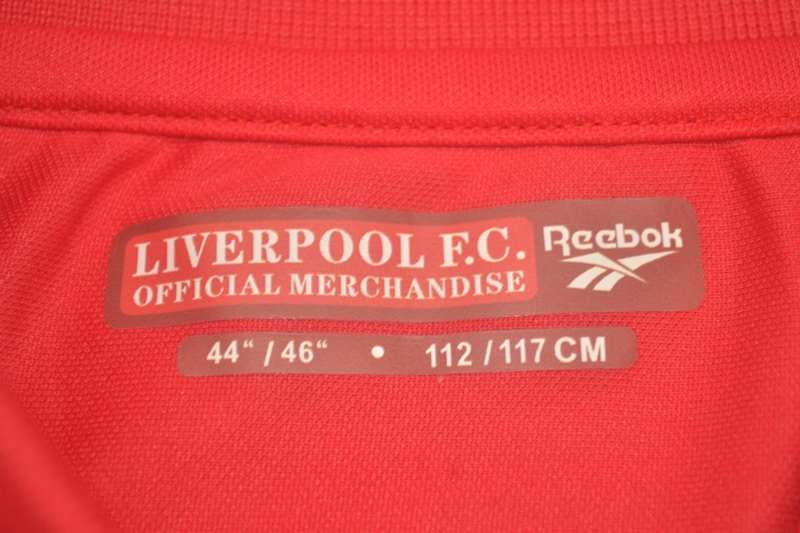 LIVERPOOL F.C.
OFFICIAL MERCHANDISE
Reebok
44“ / 46“ • 112 / 117 CM